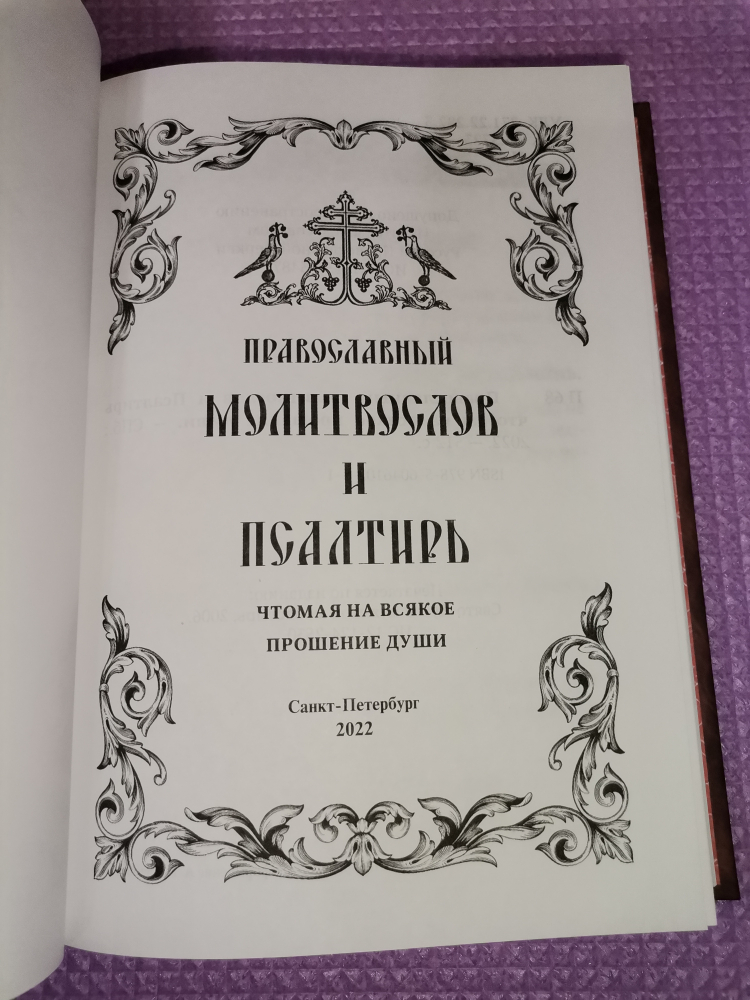 ПРАВОСЛАВНЫЙ
МОЛИТВОСЛОВ
И
ПСАЛТИРЬ
ЧТОМАЯ НА ВСЯКОЕ
ПРОШЕНИЕ ДУШИ
Санкт-Петербург
2022